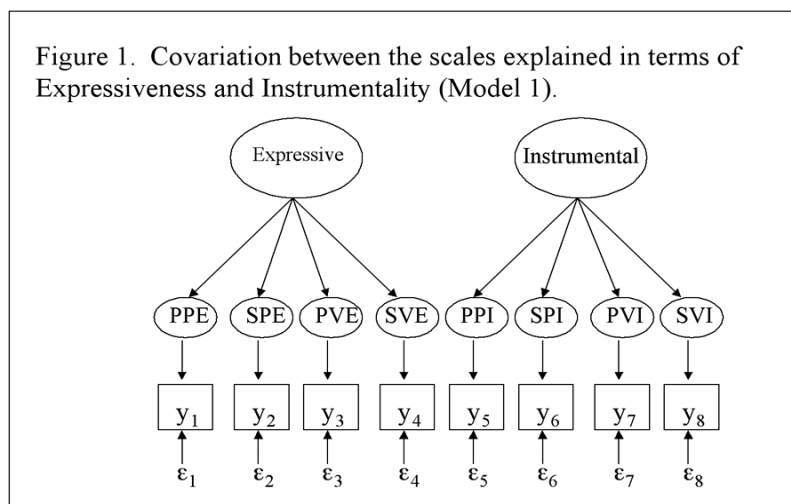 Figure 1.  Covariation between the scales explained in terms of
Expressiveness and Instrumentality (Model 1).
Expressive Instrumental
PPE SPE PVE SVE PPI SPI PVI SVI
y₁ y₂ y₃ y₄ y₅ y₆ y₇ y₈
ε₁ ε₂ ε₃ ε₄ ε₅ ε₆ ε₇ ε₈